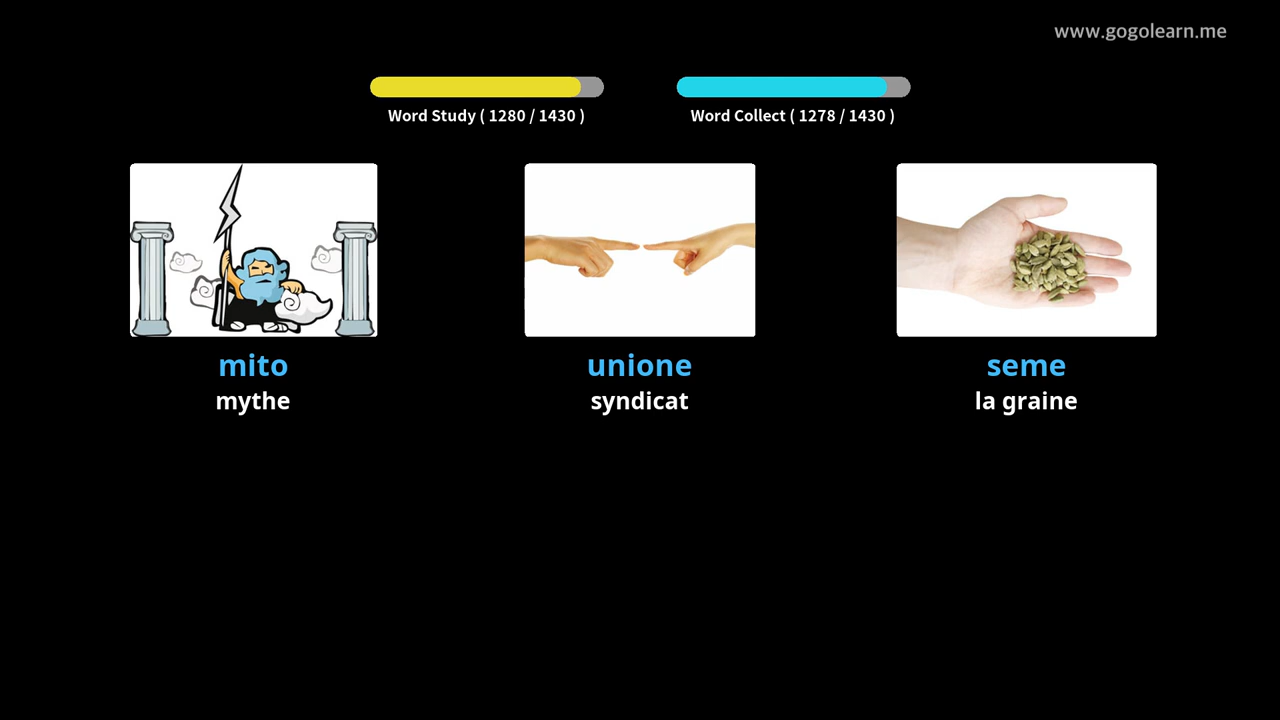 www.gogolearn.me
Word Study ( 1280 / 1430 )
Word Collect ( 1278 / 1430 )
mito
mythe
unione
syndicat
seme
la graine